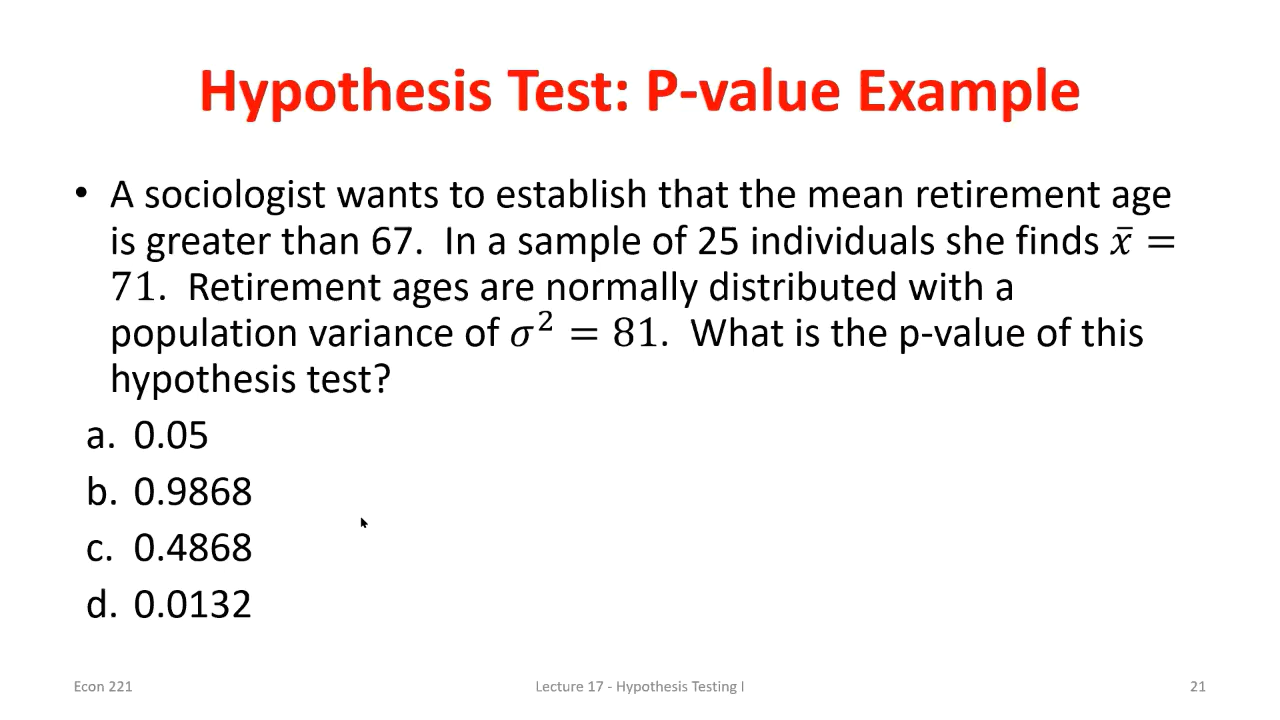 Hypothesis Test: P-value Example
• A sociologist wants to establish that the mean retirement age
is greater than 67. In a sample of 25 individuals she finds x̄ =
71. Retirement ages are normally distributed with a
population variance of σ² = 81. What is the p-value of this
hypothesis test?
a. 0.05
b. 0.9868
c. 0.4868
d. 0.0132
Econ 221 Lecture 17 - Hypothesis Testing I 21